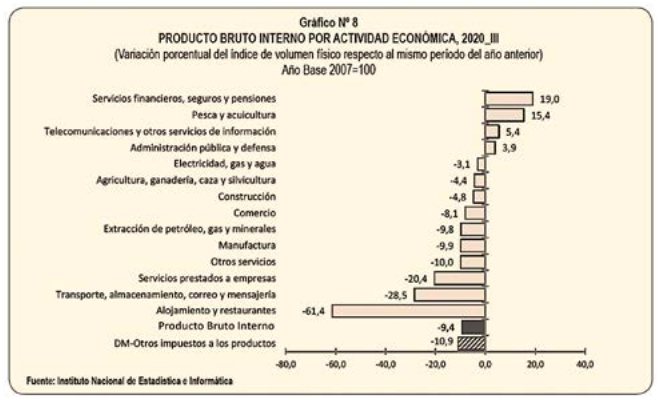 Gráfico Nº 8
PRODUCTO BRUTO INTERNO POR ACTIVIDAD ECONÓMICA, 2020_III
(Variación porcentual del índice de volumen físico respecto al mismo período del año anterior)
Año Base 2007=100
Servicios financieros, seguros y pensiones 19,0
Pesca y acuicultura 15,4
Telecomunicaciones y otros servicios de información 5,4
Administración pública y defensa 3,9
Electricidad, gas y agua -3,1
Agricultura, ganadería, caza y silvicultura -4,4
Construcción -4,8
Comercio -8,1
Extracción de petróleo, gas y minerales -9,8
Manufactura -9,9
Otros servicios -10,0
Servicios prestados a empresas -20,4
Transporte, almacenamiento, correo y mensajería -28,5
Alojamiento y restaurantes -61,4
Producto Bruto Interno -9,4
DM-Otros impuestos a los productos -10,9
-80,0 -60,0 -40,0 -20,0 0,0 20,0 40,0
Fuente: Instituto Nacional de Estadística e Informática